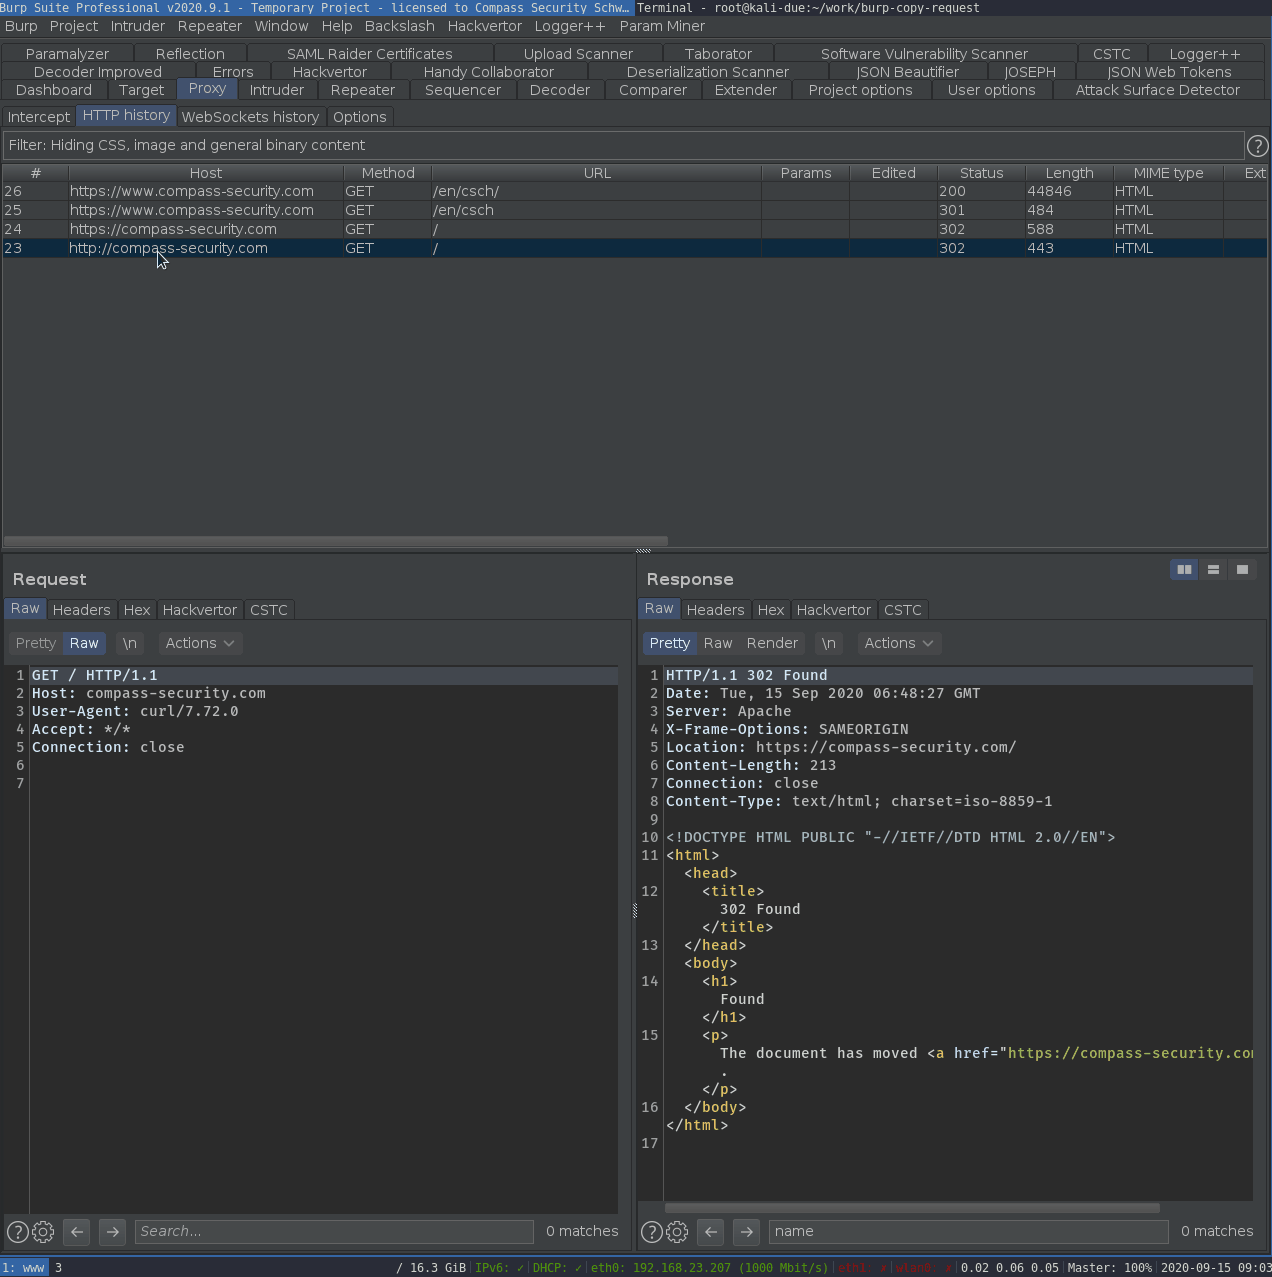 Burp Suite Professional v2020.9.1 - Temporary Project - licensed to Compass Security Schw… Terminal - root@kali-due:~/work/burp-copy-request
Burp Project Intruder Repeater Window Help Backslash Hackvertor Logger++ Param Miner
Paramalyzer Reflection SAML Raider Certificates Upload Scanner Taborator Software Vulnerability Scanner CSTC Logger++
Decoder Improved Errors Hackvertor Handy Collaborator Deserialization Scanner JSON Beautifier JOSEPH JSON Web Tokens
Dashboard Target Proxy Intruder Repeater Sequencer Decoder Comparer Extender Project options User options Attack Surface Detector
Intercept HTTP history WebSockets history Options
Filter: Hiding CSS, image and general binary content ?
# Host Method URL Params Edited Status Length MIME type Ext
26 https://www.compass-security.com GET /en/csch/ 200 44846 HTML
25 https://www.compass-security.com GET /en/csch 301 484 HTML
24 https://compass-security.com GET / 302 588 HTML
23 http://compass-security.com GET / 302 443 HTML
Request
Raw Headers Hex Hackvertor CSTC
Pretty Raw \n Actions
1 GET / HTTP/1.1
2 Host: compass-security.com
3 User-Agent: curl/7.72.0
4 Accept: */*
5 Connection: close
6
7
? Search... 0 matches
Response
Raw Headers Hex Hackvertor CSTC
Pretty Raw Render \n Actions
1 HTTP/1.1 302 Found
2 Date: Tue, 15 Sep 2020 06:48:27 GMT
3 Server: Apache
4 X-Frame-Options: SAMEORIGIN
5 Location: https://compass-security.com/
6 Content-Length: 213
7 Connection: close
8 Content-Type: text/html; charset=iso-8859-1
9
10 <!DOCTYPE HTML PUBLIC "-//IETF//DTD HTML 2.0//EN">
11 <html>
<head>
12 <title>
302 Found
</title>
13 </head>
<body>
14 <h1>
Found
</h1>
15 <p>
The document has moved <a href="https://compass-security.com
.
</p>
16 </body>
</html>
17
? name 0 matches
1: www 3 / 16.3 GiB IPv6: ✓ DHCP: ✓ eth0: 192.168.23.207 (1000 Mbit/s) eth1: ✗ wlan0: ✗ 0.02 0.06 0.05 Master: 100% 2020-09-15 09:03